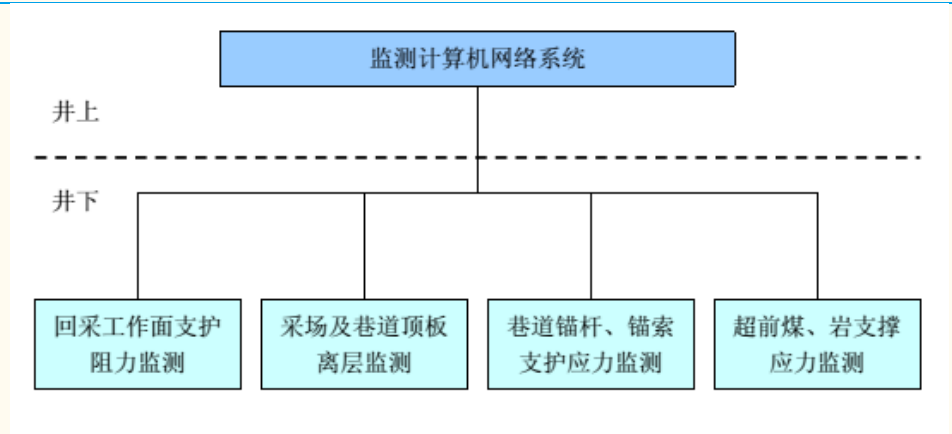 监测计算机网络系统
井上
井下
回采工作面支护
阻力监测
采场及巷道顶板
离层监测
巷道锚杆、锚索
支护应力监测
超前煤、岩支撑
应力监测